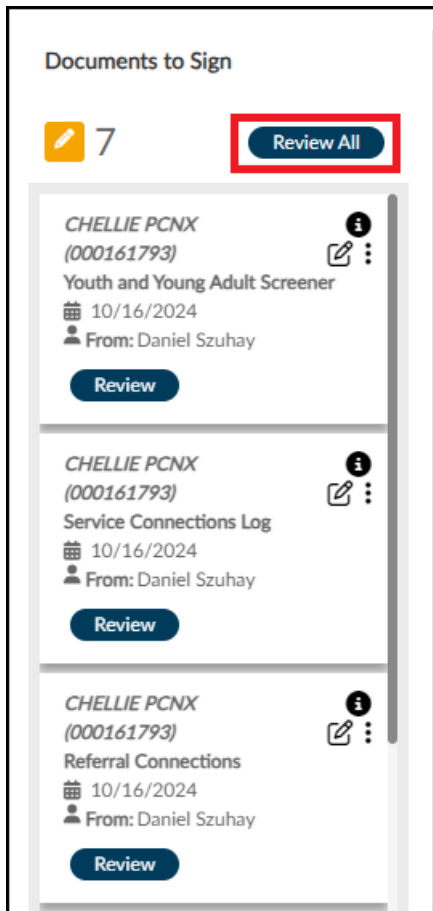 Documents to Sign
7 Review All
CHELLIE PCNX
(000161793)
Youth and Young Adult Screener
10/16/2024
From: Daniel Szuhay
Review
CHELLIE PCNX
(000161793)
Service Connections Log
10/16/2024
From: Daniel Szuhay
Review
CHELLIE PCNX
(000161793)
Referral Connections
10/16/2024
From: Daniel Szuhay
Review